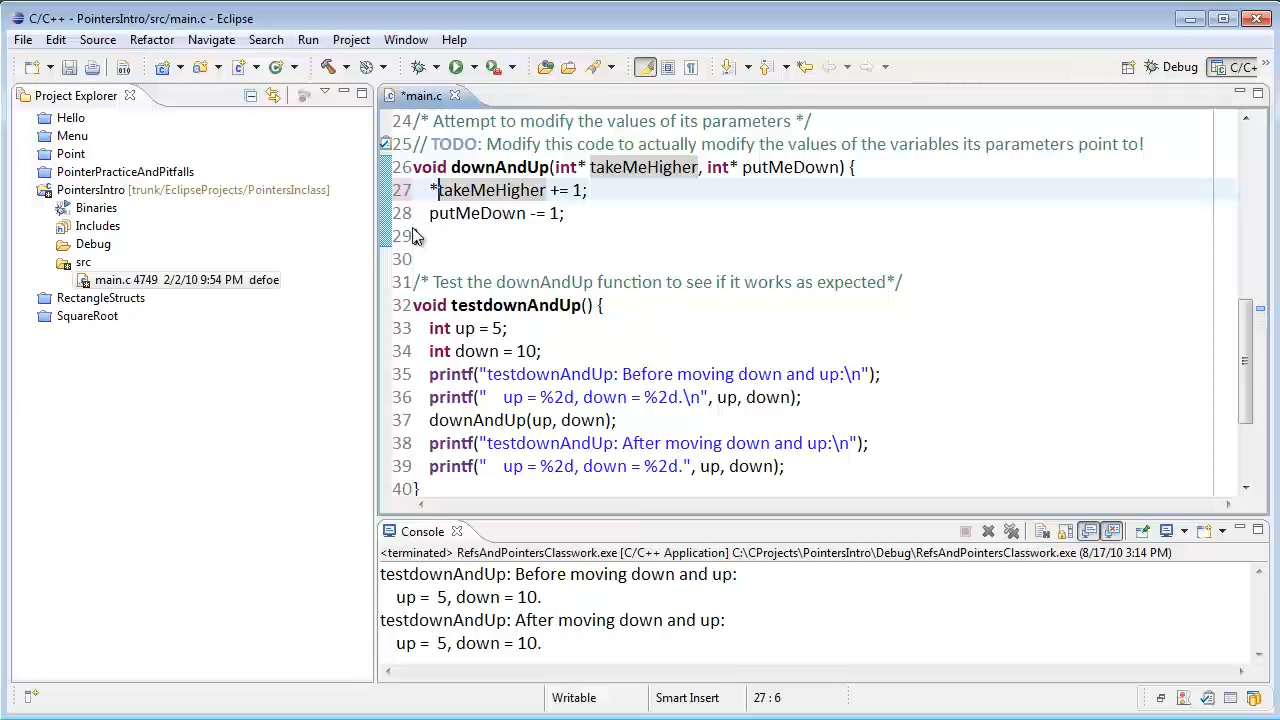 C/C++ - PointersIntro/src/main.c - Eclipse
File Edit Source Refactor Navigate Search Run Project Window Help
Debug C/C++
Project Explorer
*main.c
Hello
Menu
Point
PointerPracticeAndPitfalls
PointersIntro [trunk/EclipseProjects/PointersInclass]
Binaries
Includes
Debug
src
main.c 4749 2/2/10 9:54 PM defoe
RectangleStructs
SquareRoot
24 /* Attempt to modify the values of its parameters */
25 // TODO: Modify this code to actually modify the values of the variables its parameters point to!
26 void downAndUp(int* takeMeHigher, int* putMeDown) {
27 *takeMeHigher += 1;
28 putMeDown -= 1;
29
30
31 /* Test the downAndUp function to see if it works as expected*/
32 void testdownAndUp() {
33 int up = 5;
34 int down = 10;
35 printf("testdownAndUp: Before moving down and up:\n");
36 printf("    up = %2d, down = %2d.\n", up, down);
37 downAndUp(up, down);
38 printf("testdownAndUp: After moving down and up:\n");
39 printf("    up = %2d, down = %2d.", up, down);
40 }
Console
<terminated> RefsAndPointersClasswork.exe [C/C++ Application] C:\CProjects\PointersIntro\Debug\RefsAndPointersClasswork.exe (8/17/10 3:14 PM)
testdownAndUp: Before moving down and up:
up =  5, down = 10.
testdownAndUp: After moving down and up:
up =  5, down = 10.
Writable Smart Insert 27 : 6